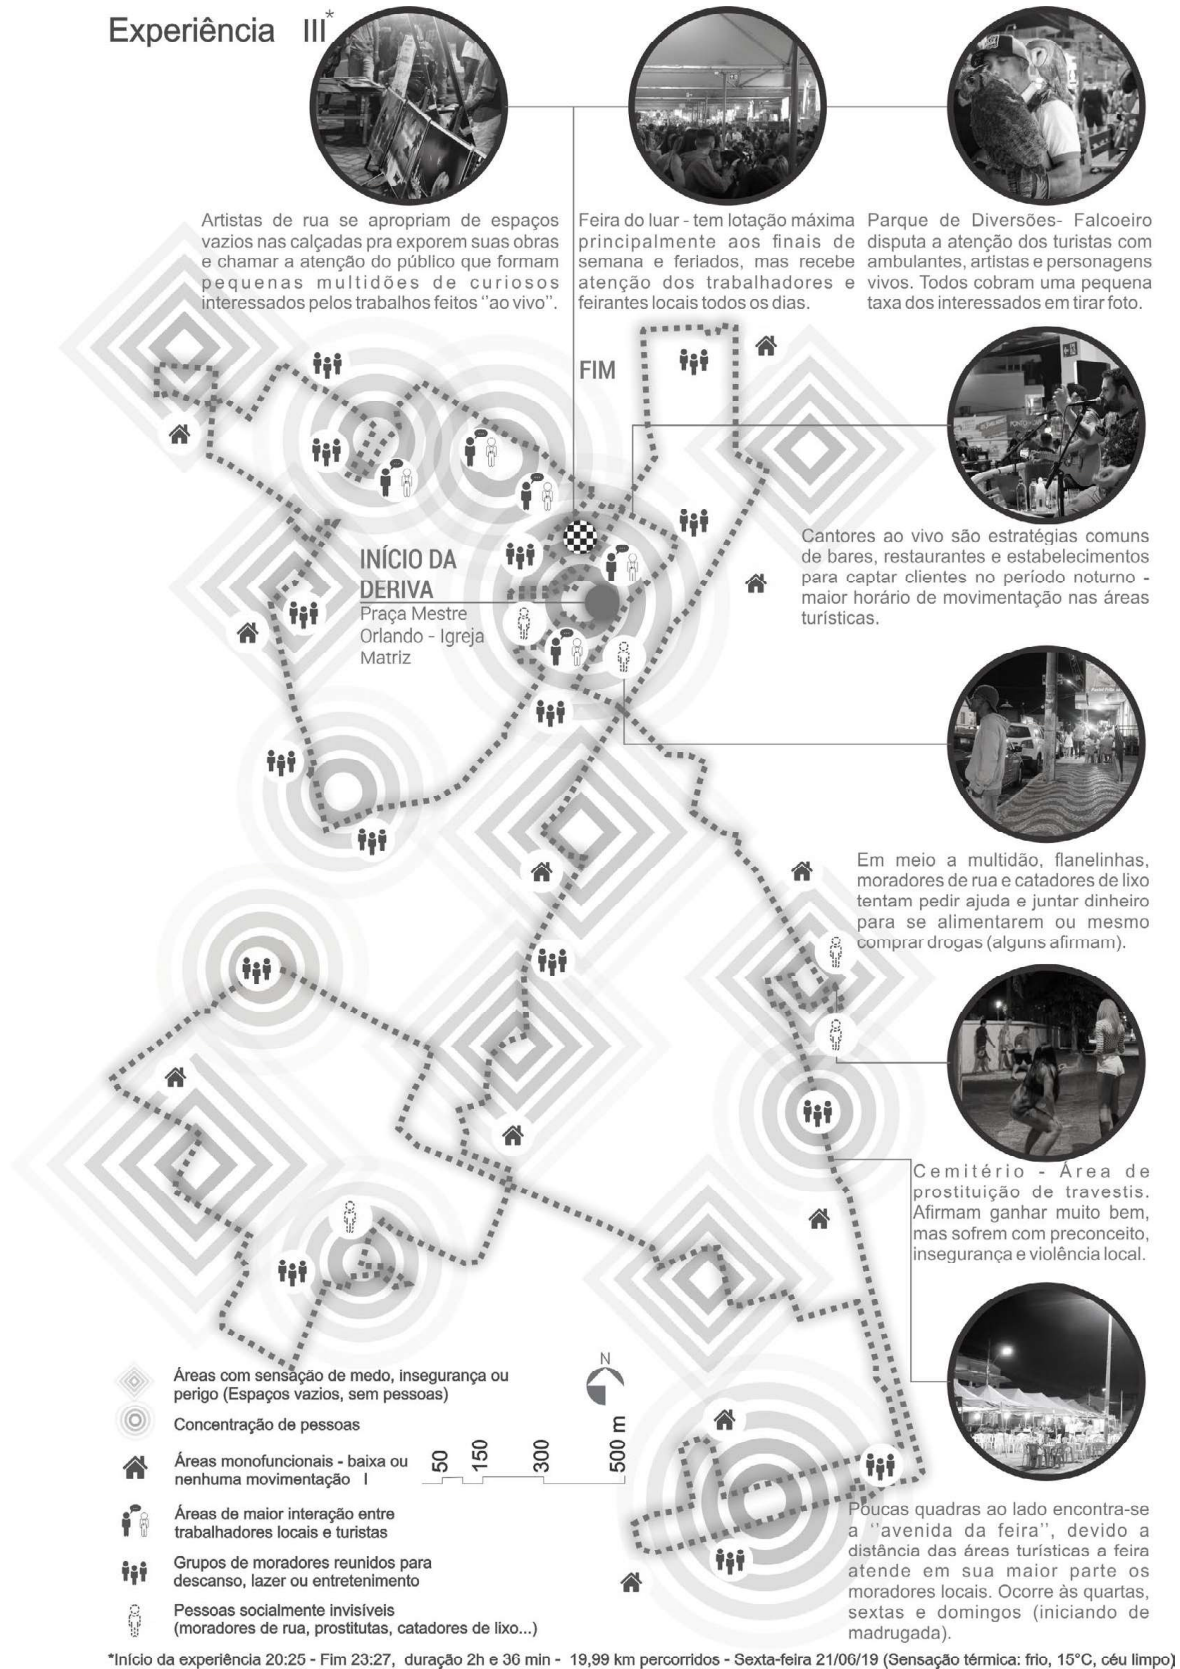 Experiência III*
Artistas de rua se apropriam de espaços
vazios nas calçadas pra exporem suas obras
e chamar a atenção do público que formam
pequenas multidões de curiosos
interessados pelos trabalhos feitos ‘‘ao vivo’’.
Feira do luar - tem lotação máxima
principalmente aos finais de
semana e feriados, mas recebe
atenção dos trabalhadores e
feirantes locais todos os dias.
Parque de Diversões- Falcoeiro
disputa a atenção dos turistas com
ambulantes, artistas e personagens
vivos. Todos cobram uma pequena
taxa dos interessados em tirar foto.
FIM
Cantores ao vivo são estratégias comuns
de bares, restaurantes e estabelecimentos
para captar clientes no período noturno -
maior horário de movimentação nas áreas
turísticas.
INÍCIO DA
DERIVA
Praça Mestre
Orlando - Igreja
Matriz
Em meio a multidão, flanelinhas,
moradores de rua e catadores de lixo
tentam pedir ajuda e juntar dinheiro
para se alimentarem ou mesmo
comprar drogas (alguns afirmam).
Cemitério - Área de
prostituição de travestis.
Afirmam ganhar muito bem,
mas sofrem com preconceito,
insegurança e violência local.
Poucas quadras ao lado encontra-se
a ‘‘avenida da feira’’, devido a
distância das áreas turísticas a feira
atende em sua maior parte os
moradores locais. Ocorre às quartas,
sextas e domingos (iniciando de
madrugada).
Áreas com sensação de medo, insegurança ou
perigo (Espaços vazios, sem pessoas)
Concentração de pessoas
Áreas monofuncionais - baixa ou
nenhuma movimentação I
Áreas de maior interação entre
trabalhadores locais e turistas
Grupos de moradores reunidos para
descanso, lazer ou entretenimento
Pessoas socialmente invisíveis
(moradores de rua, prostitutas, catadores de lixo...)
N
50 150 300 500 m
*Início da experiência 20:25 - Fim 23:27, duração 2h e 36 min - 19,99 km percorridos - Sexta-feira 21/06/19 (Sensação térmica: frio, 15°C, céu limpo)